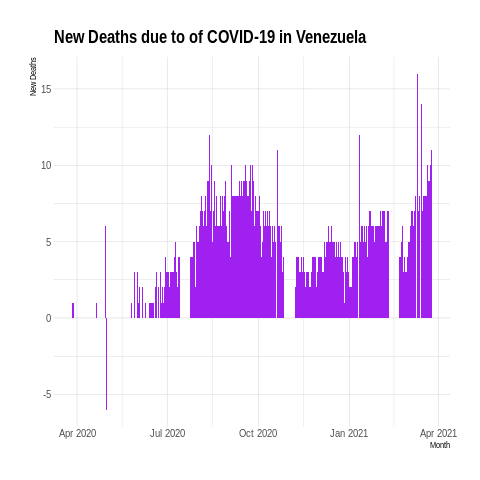 New Deaths due to of COVID-19 in Venezuela
New Deaths
15
10
5
0
-5
Apr 2020 Jul 2020 Oct 2020 Jan 2021 Apr 2021
Month